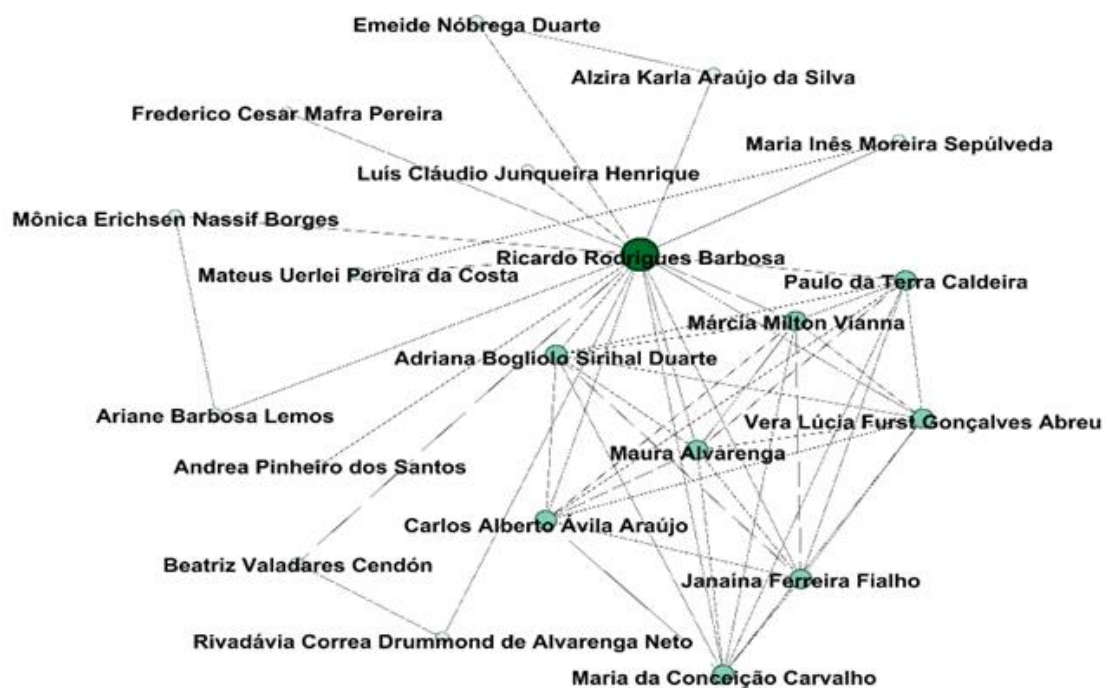 Emeide Nóbrega Duarte
Alzira Karla Araújo da Silva
Frederico Cesar Mafra Pereira
Maria Inês Moreira Sepúlveda
Luís Cláudio Junqueira Henrique
Mônica Erichsen Nassif Borges
Ricardo Rodrigues Barbosa
Mateus Uerlei Pereira da Costa
Paulo da Terra Caldeira
Márcia Milton Vianna
Adriana Bogliolo Sirihal Duarte
Ariane Barbosa Lemos
Vera Lúcia Furst Gonçalves Abreu
Maura Alvarenga
Andrea Pinheiro dos Santos
Carlos Alberto Ávila Araújo
Beatriz Valadares Cendón
Janaina Ferreira Fialho
Rivadávia Correa Drummond de Alvarenga Neto
Maria da Conceição Carvalho